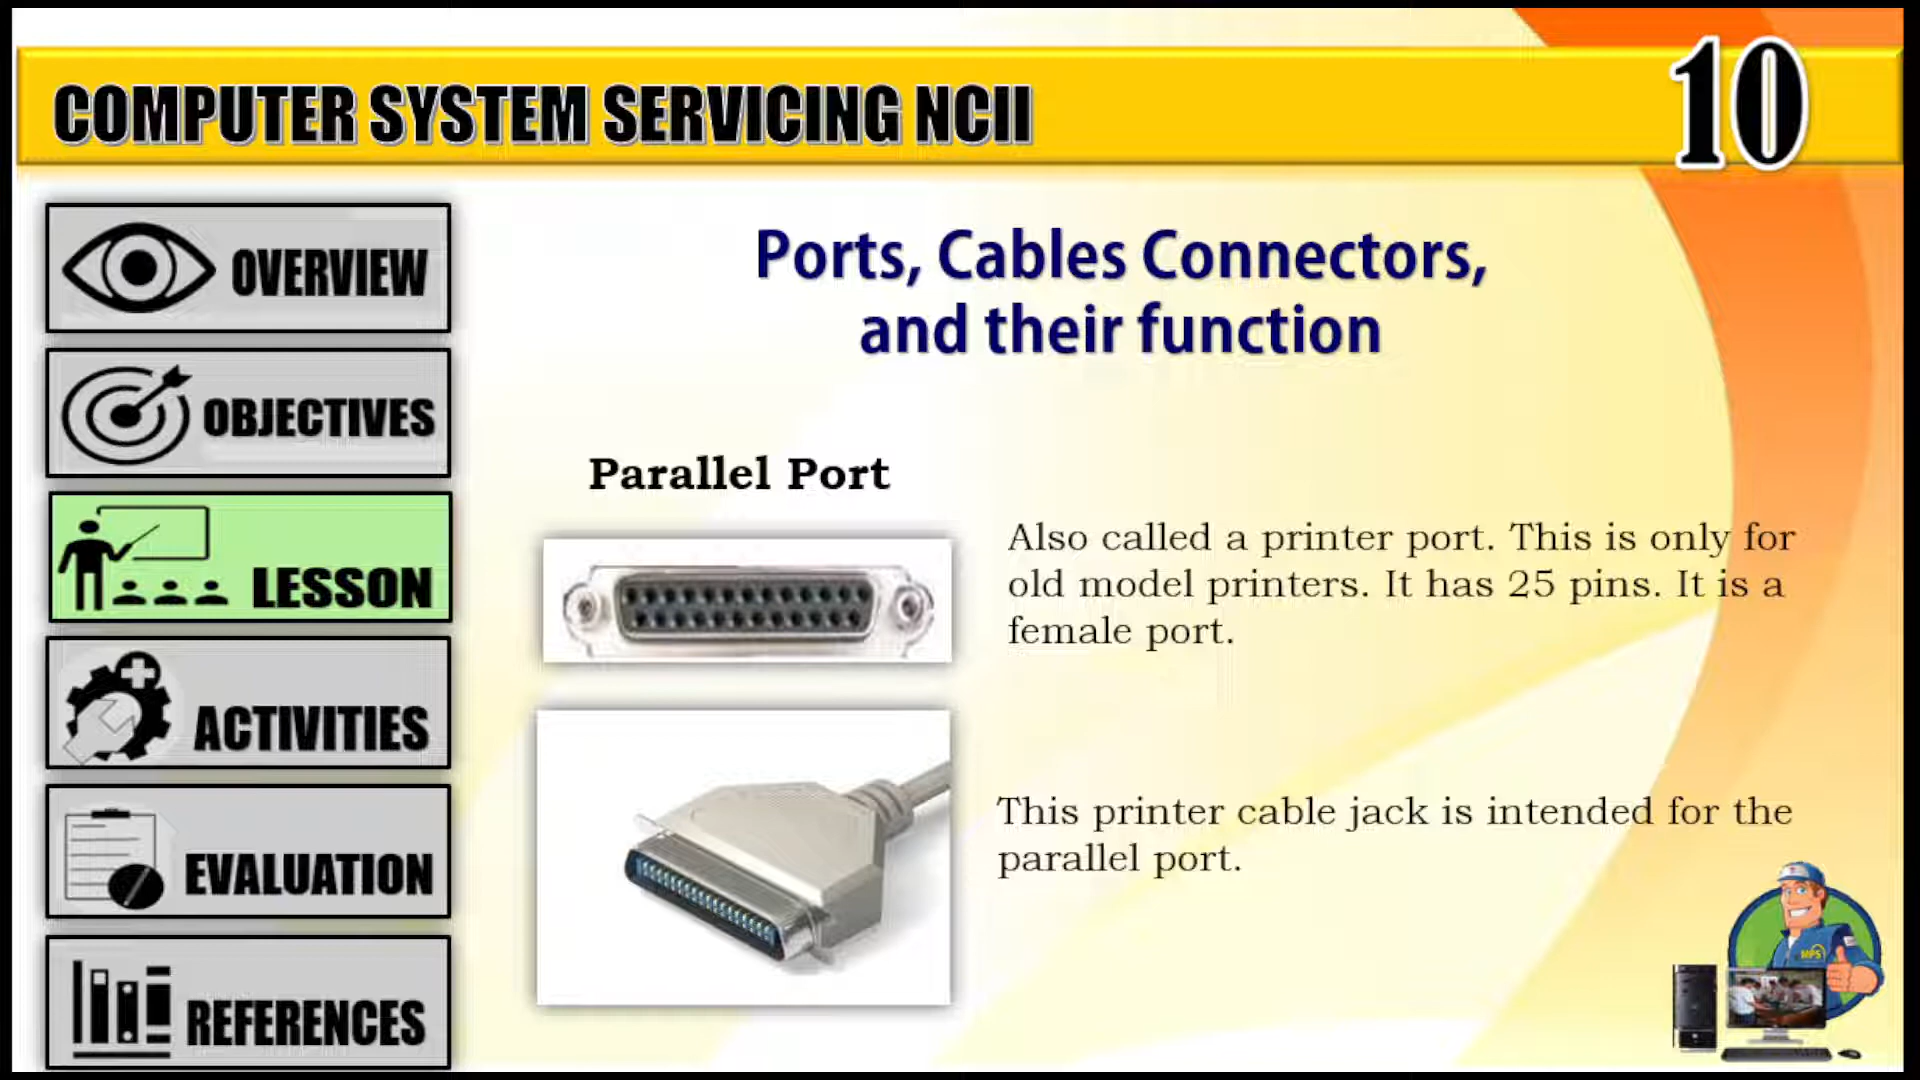 COMPUTER SYSTEM SERVICING NCII
10
OVERVIEW
OBJECTIVES
LESSON
ACTIVITIES
EVALUATION
REFERENCES
Ports, Cables Connectors,
and their function
Parallel Port
Also called a printer port. This is only for
old model printers. It has 25 pins. It is a
female port.
This printer cable jack is intended for the
parallel port.
MPS